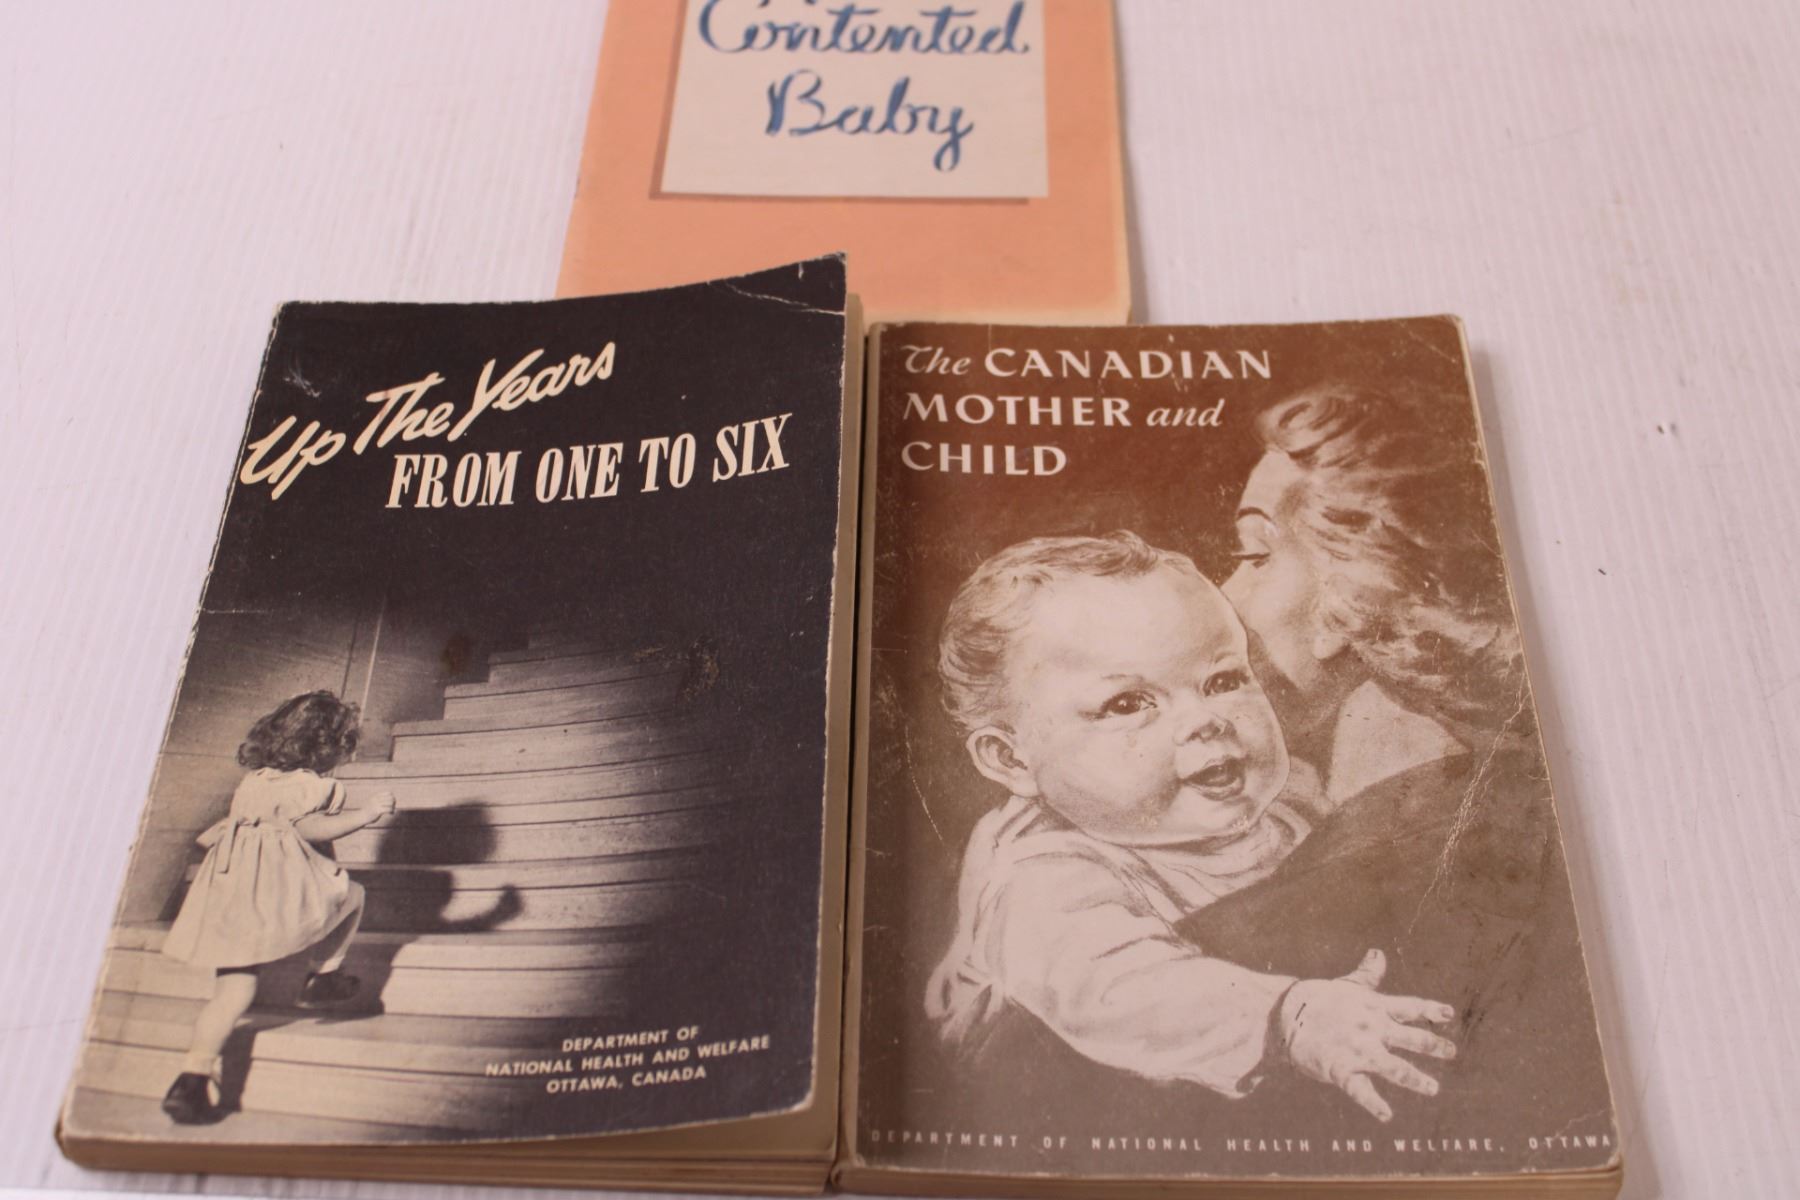 Contented
Baby
Up The Years
FROM ONE TO SIX
DEPARTMENT OF
NATIONAL HEALTH AND WELFARE
OTTAWA, CANADA
The CANADIAN
MOTHER and
CHILD
DEPARTMENT OF NATIONAL HEALTH AND WELFARE, OTTAWA